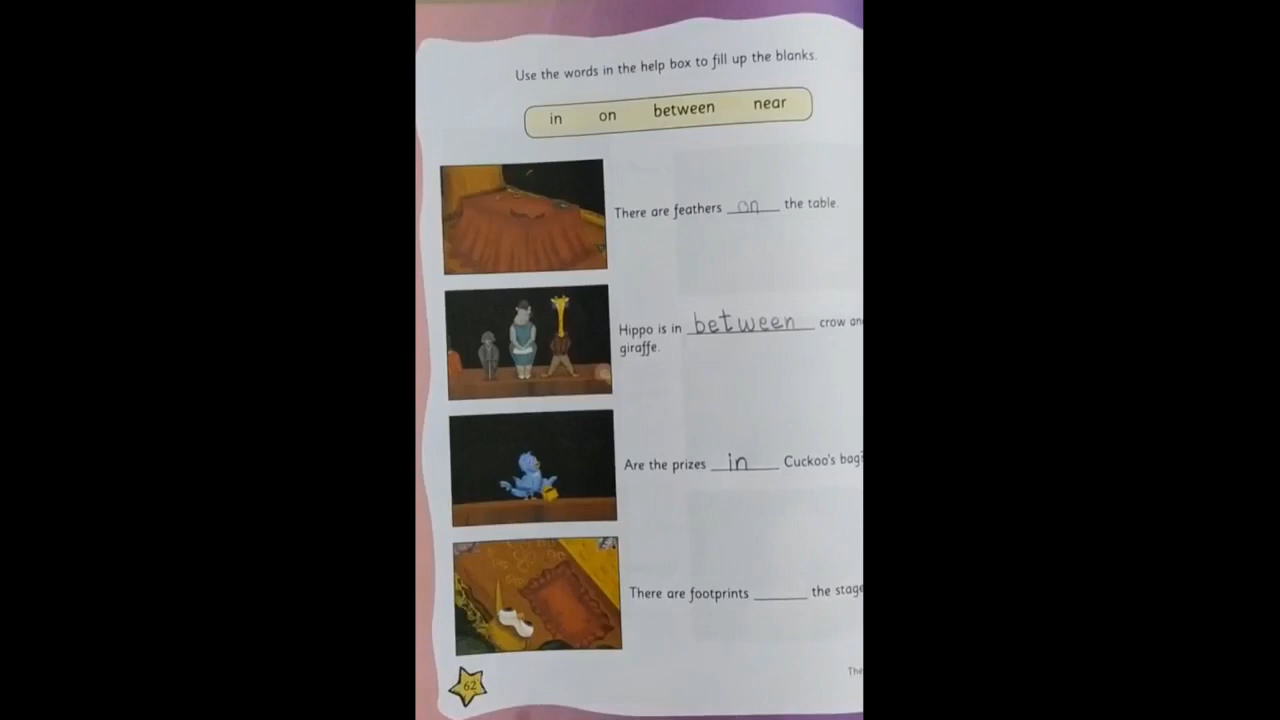 Use the words in the help box to fill up the blanks.
in on between near
There are feathers on the table.
Hippo is in between crow an
giraffe.
Are the prizes in Cuckoo's bag?
There are footprints ______ the stage
62
The